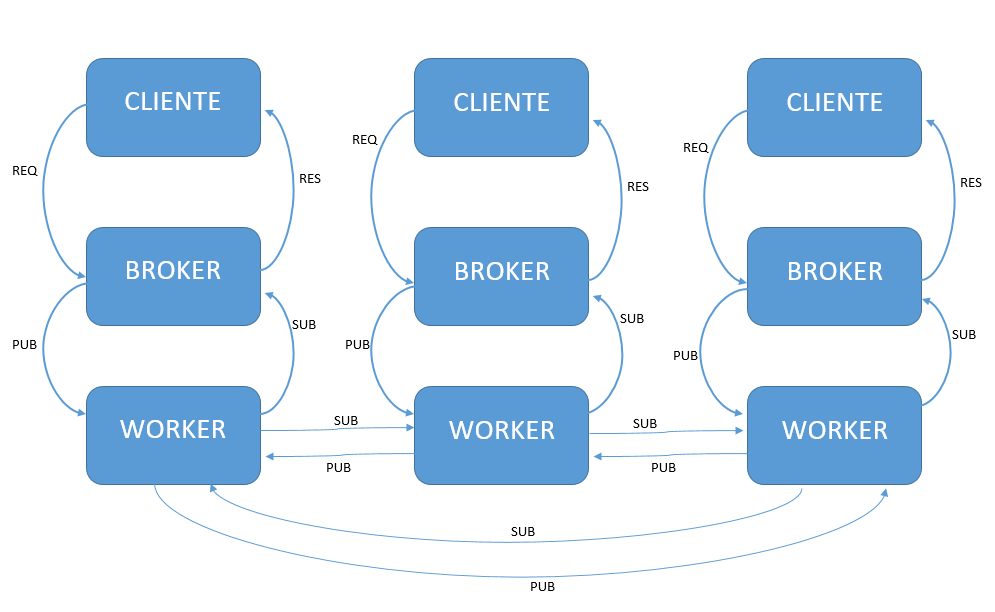 CLIENTE
CLIENTE
CLIENTE
REQ
RES
REQ
RES
REQ
RES
BROKER
BROKER
BROKER
PUB
SUB
PUB
SUB
PUB
SUB
WORKER
SUB
PUB
WORKER
SUB
PUB
WORKER
SUB
PUB